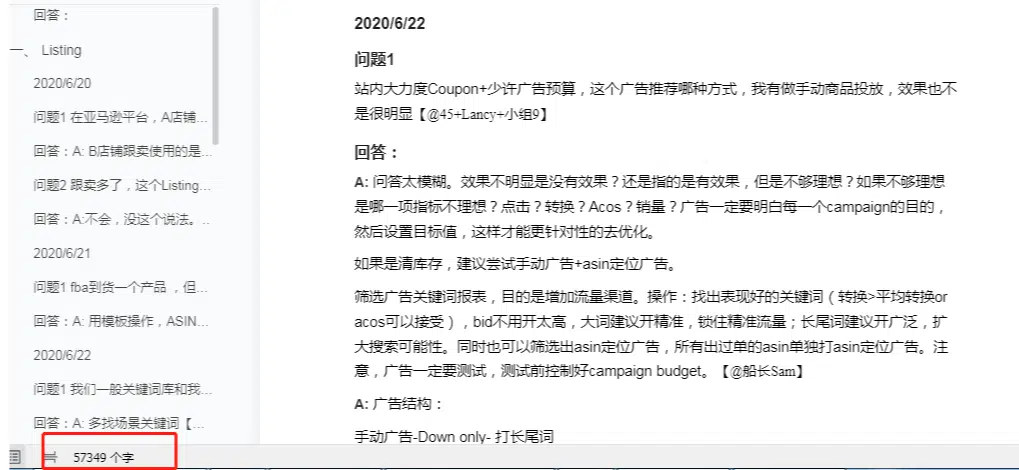 回答：
一、 Listing
2020/6/20
问题1 在亚马逊平台，A店铺...
回答：A: B店铺跟卖使用的是...
问题2 跟卖多了，这个Listing...
回答：A:不会，没这个说法。...
2020/6/21
问题1 fba到货一个产品 ，但...
回答：A: 用模板操作，ASIN...
2020/6/22
问题1 我们一般关键词库和我...
回答：A: 多找场景关键词【...
57349 个字
2020/6/22
问题1
站内大力度Coupon+少许广告预算，这个广告推荐哪种方式，我有做手动商品投放，效果也不
是很明显【@45+Lancy+小组9】
回答：
A: 问答太模糊。效果不明显是没有效果？还是指的是有效果，但是不够理想？如果不够理想
是哪一项指标不理想？点击？转换？Acos？销量？广告一定要明白每一个campaign的目的，
然后设置目标值，这样才能更针对性的去优化。
如果是清库存，建议尝试手动广告+asin定位广告。
筛选广告关键词报表，目的是增加流量渠道。操作：找出表现好的关键词（转换>平均转换or
acos可以接受），bid不用开太高，大词建议开精准，锁住精准流量；长尾词建议开广泛，扩
大搜索可能性。同时也可以筛选出asin定位广告，所有出过单的asin单独打asin定位广告。注
意，广告一定要测试，测试前控制好campaign budget。【@船长Sam】
A: 广告结构：
手动广告-Down only- 打长尾词